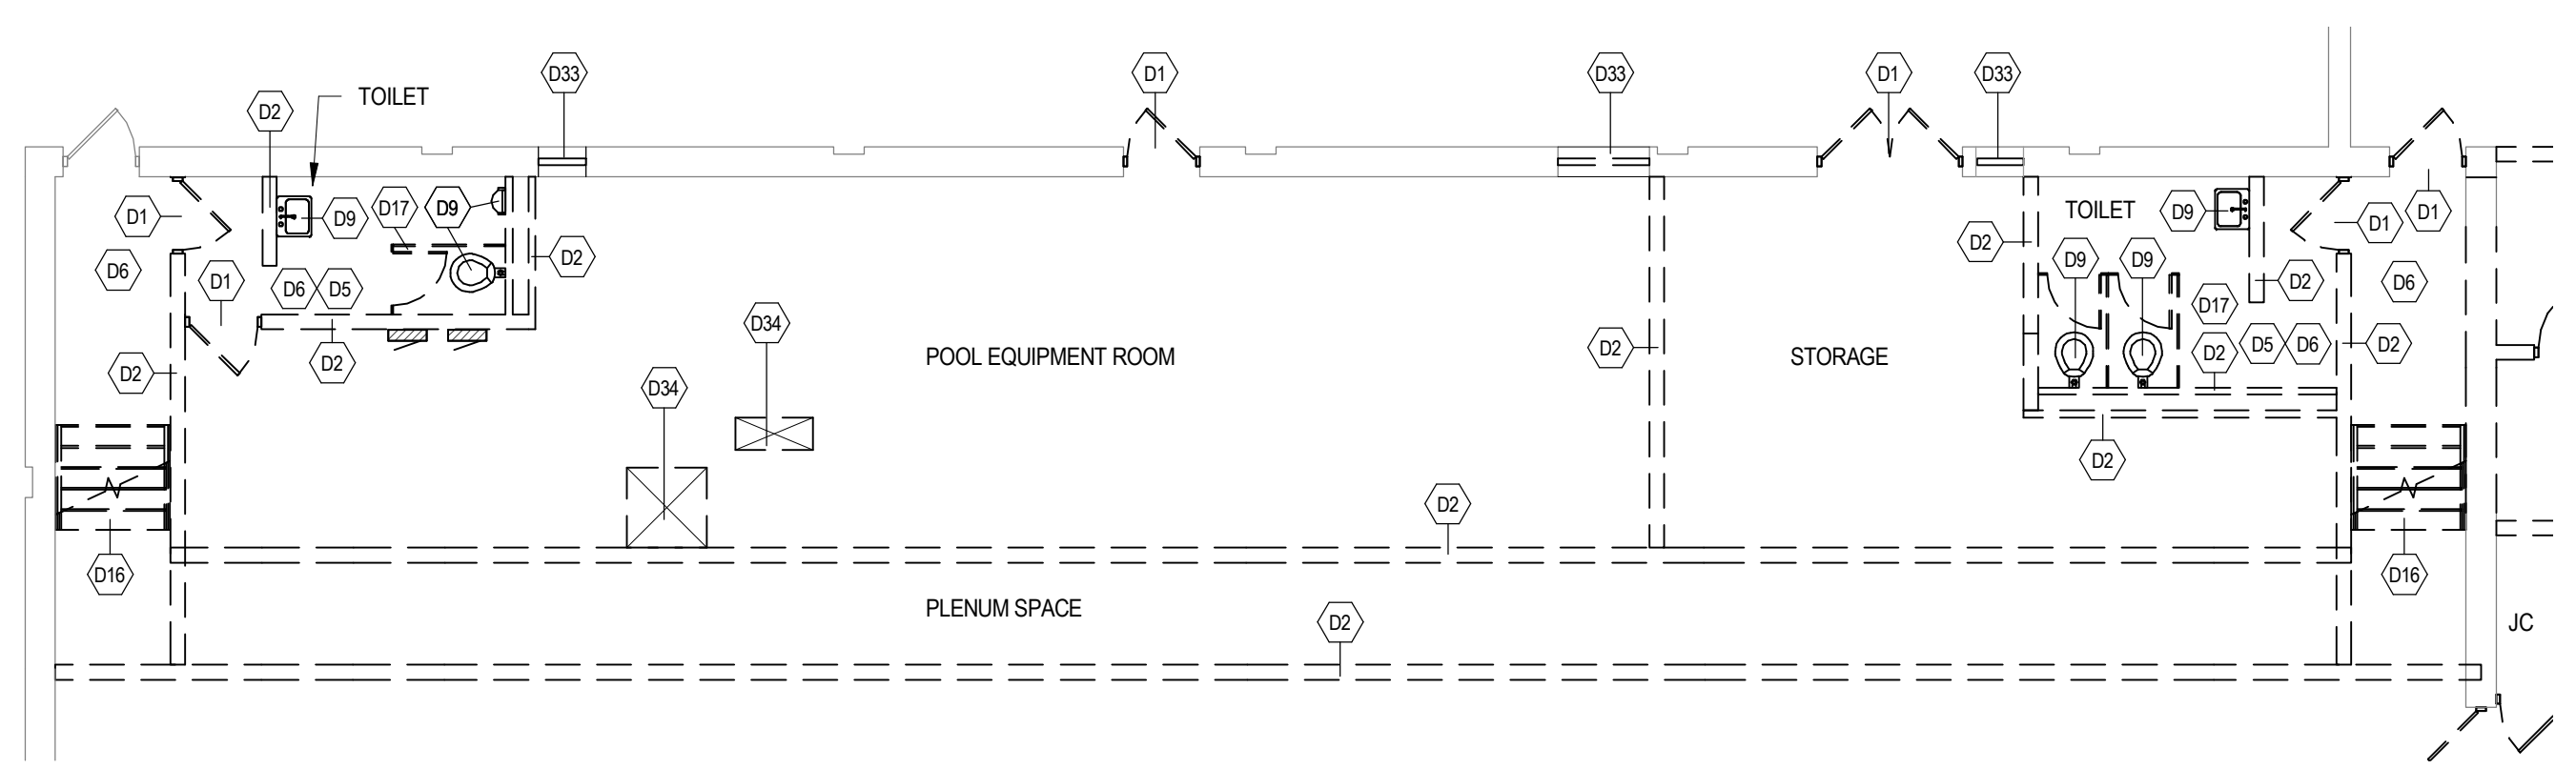 D33
D1
D33
D1
D33
TOILET
D2
D1
D9
D17
D9
TOILET
D9
D1
D1
D6
D2
D2
D9
D9
D2
D6
D1
D6
D5
D17
D34
D2
POOL EQUIPMENT ROOM
D2
STORAGE
D2
D5
D6
D2
D2
D34
D2
D2
D16
D16
PLENUM SPACE
D2
JC